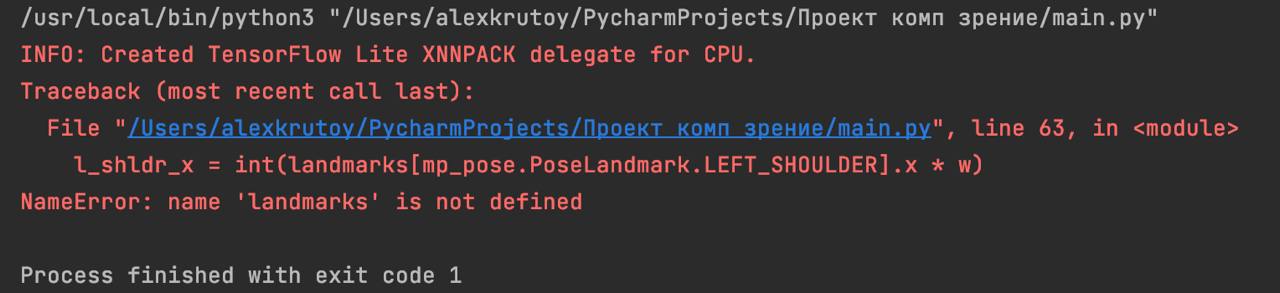 /usr/local/bin/python3 "/Users/alexkrutoy/PycharmProjects/Проект комп зрение/main.py"
INFO: Created TensorFlow Lite XNNPACK delegate for CPU.
Traceback (most recent call last):
  File "/Users/alexkrutoy/PycharmProjects/Проект комп зрение/main.py", line 63, in <module>
    l_shldr_x = int(landmarks[mp_pose.PoseLandmark.LEFT_SHOULDER].x * w)
NameError: name 'landmarks' is not defined
Process finished with exit code 1